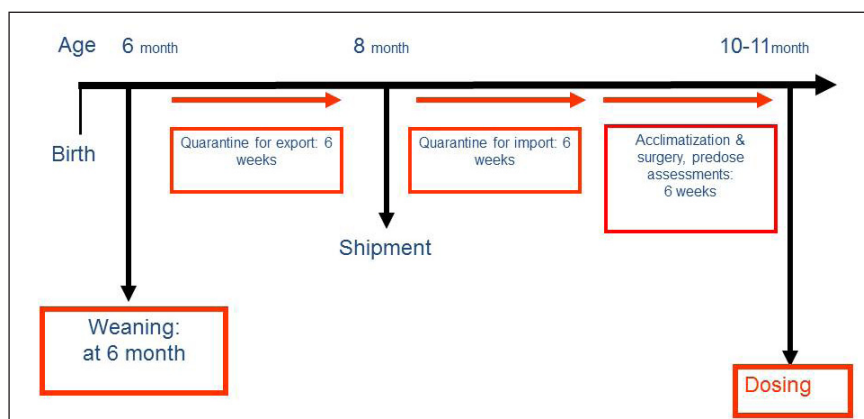 Age 6 month 8 month 10-11month
Birth
Quarantine for export: 6
weeks
Quarantine for import: 6
weeks
Acclimatization &
surgery, predose
assessments:
6 weeks
Shipment
Weaning:
at 6 month
Dosing